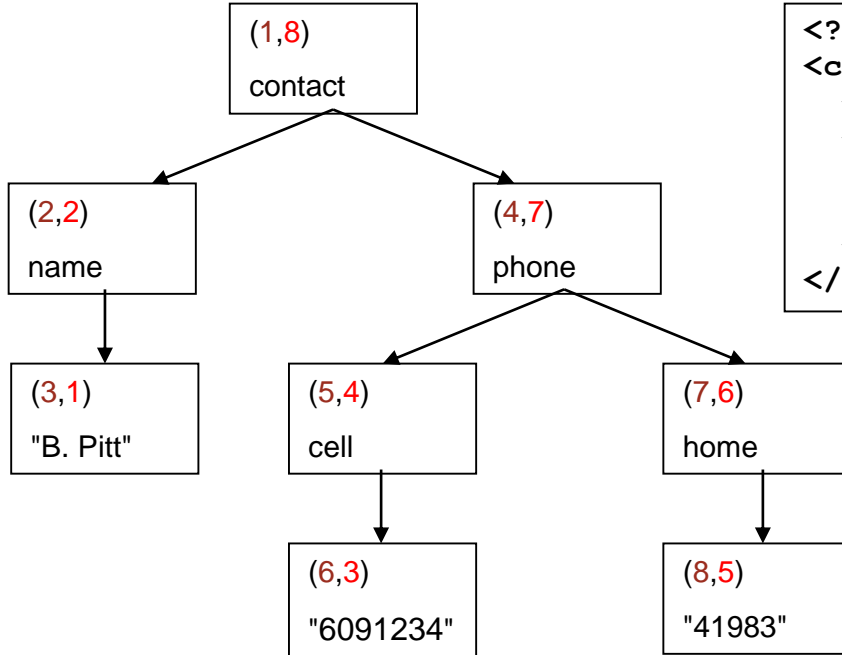 (1,8)
contact
<?
<c
(2,2)
name
(4,7)
phone
</
(3,1)
"B. Pitt"
(5,4)
cell
(7,6)
home
(6,3)
"6091234"
(8,5)
"41983"